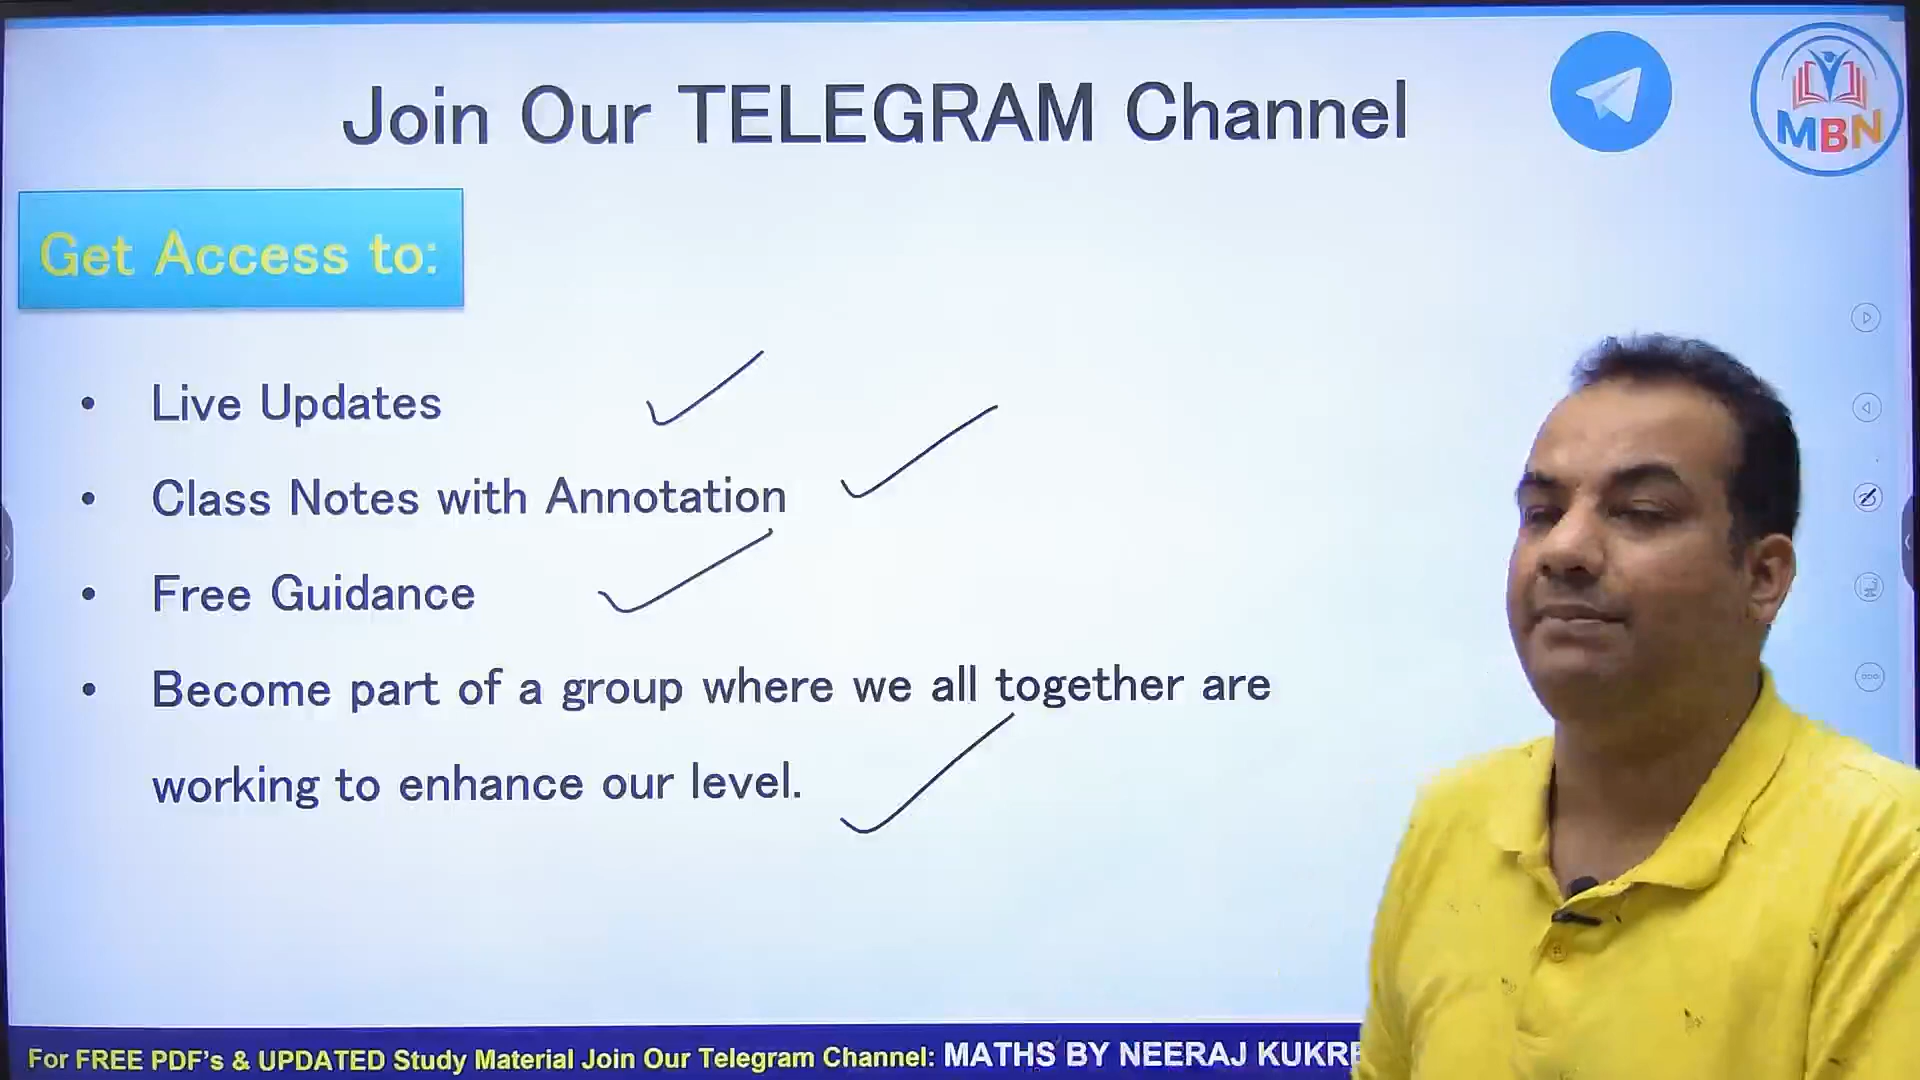 Join Our TELEGRAM Channel
MBN
Get Access to:
• Live Updates
• Class Notes with Annotation
• Free Guidance
• Become part of a group where we all together are
working to enhance our level.
For FREE PDF's & UPDATED Study Material Join Our Telegram Channel: MATHS BY NEERAJ KUKRE